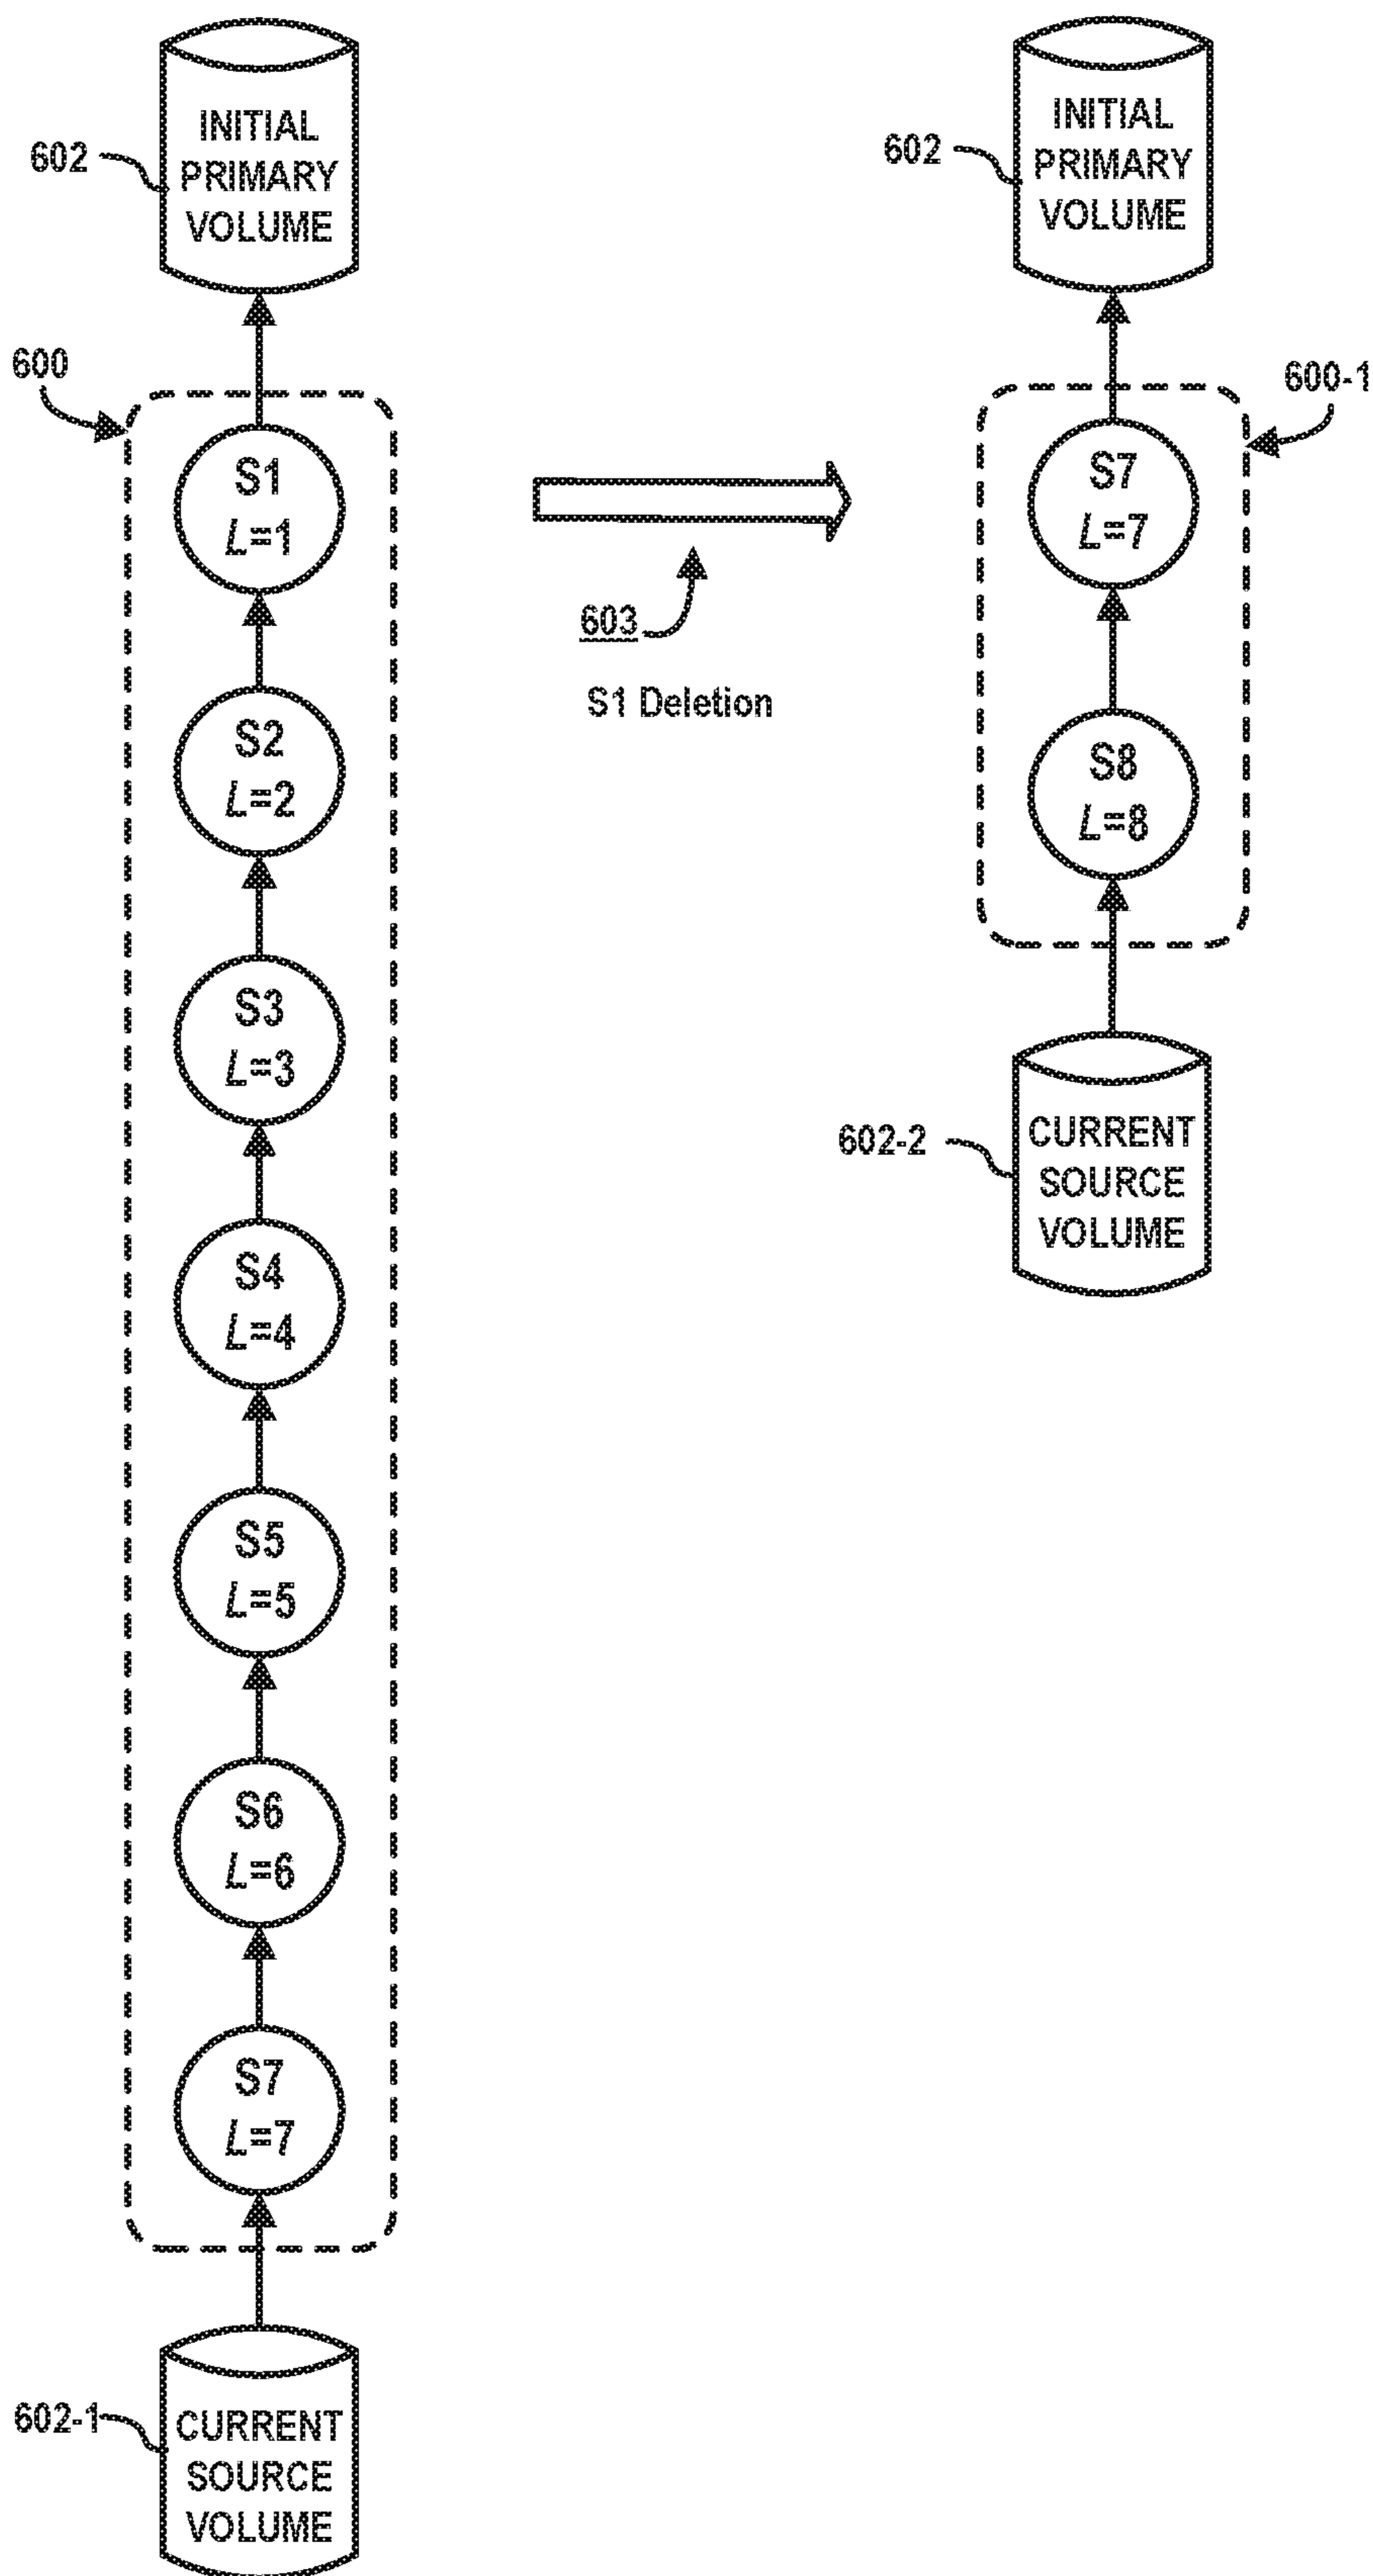 INITIAL
PRIMARY
VOLUME
602
600
S1
L=1
S2
L=2
S3
L=3
S4
L=4
S5
L=5
S6
L=6
S7
L=7
602-1
CURRENT
SOURCE
VOLUME
603
S1 Deletion
INITIAL
PRIMARY
VOLUME
602
600-1
S7
L=7
S8
L=8
602-2
CURRENT
SOURCE
VOLUME